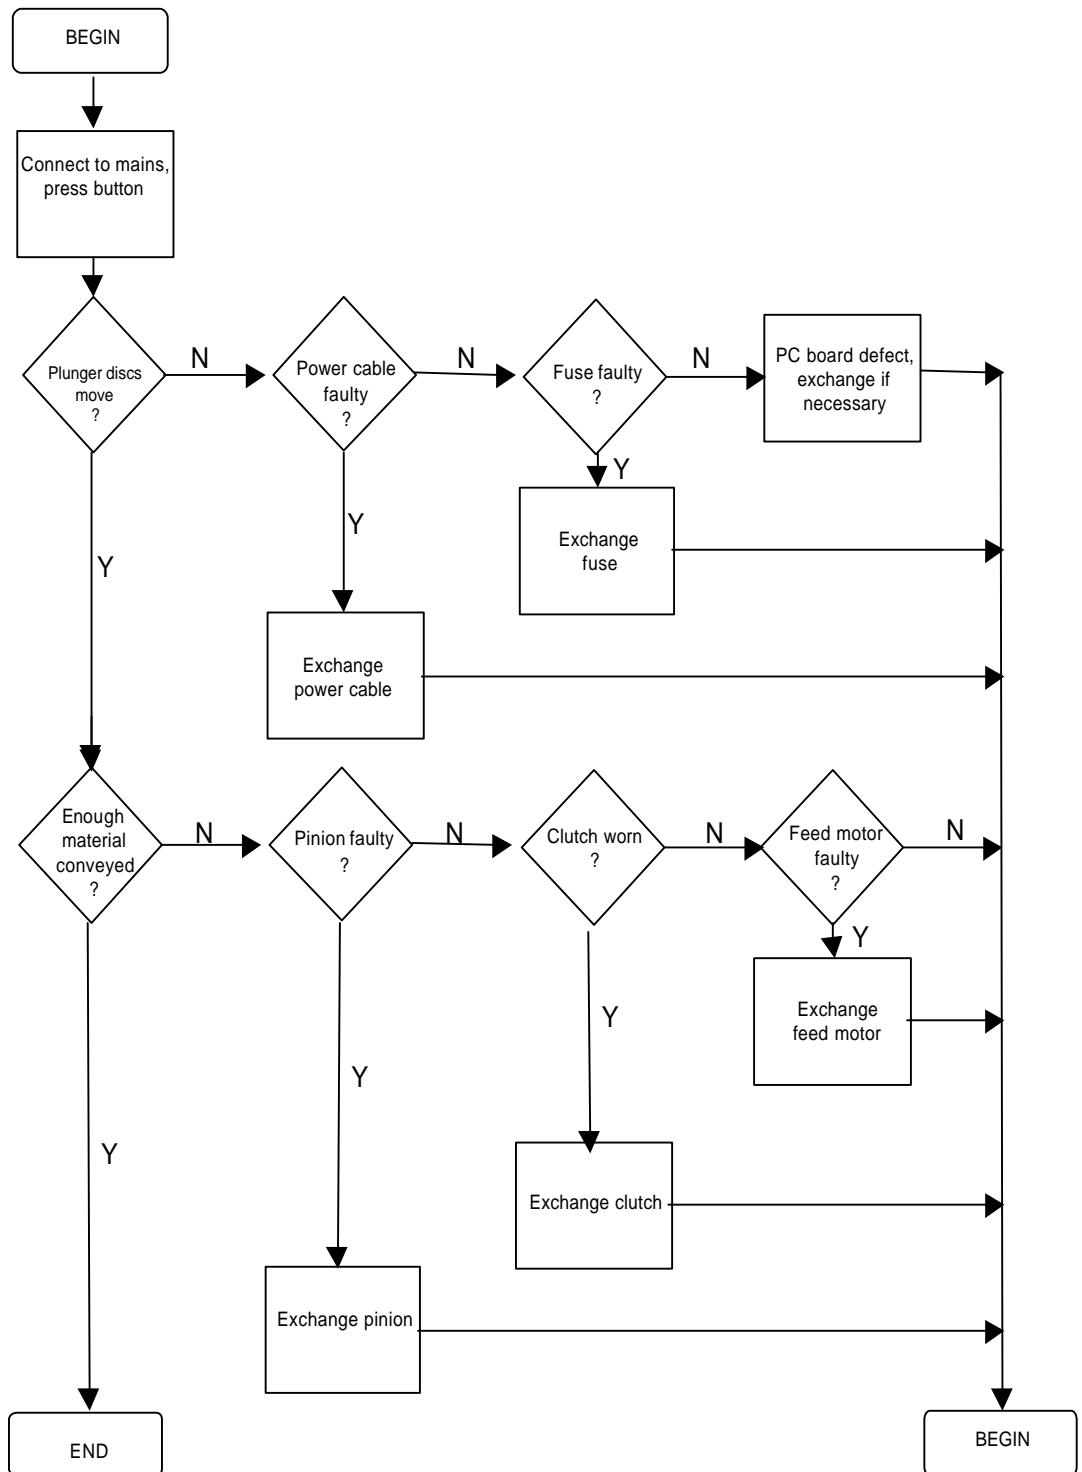 BEGIN
Connect to mains,
press button
Plunger discs
move
?
N
Power cable
faulty
?
N
Fuse faulty
?
N
PC board defect,
exchange if
necessary
Y
Exchange
fuse
Y
Exchange
power cable
Y
Enough
material
conveyed
?
N
Pinion faulty
?
N
Clutch worn
?
N
Feed motor
faulty
?
N
Y
Exchange
feed motor
Y
Exchange clutch
Y
Exchange pinion
Y
END
BEGIN